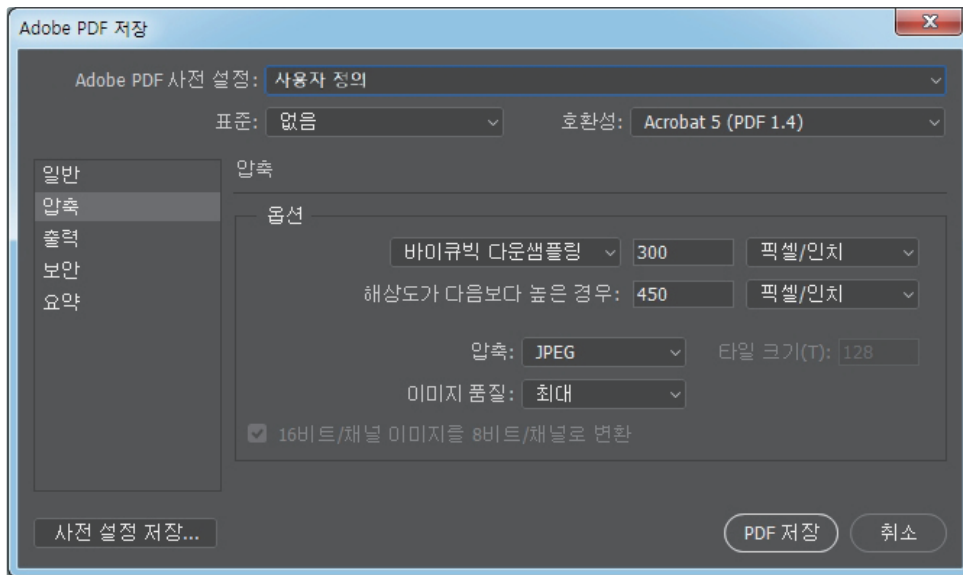 Adobe PDF 저장
Adobe PDF 사전 설정: 사용자 정의
표준: 없음 호환성: Acrobat 5 (PDF 1.4)
일반
압축
출력
보안
요약
압축
옵션
바이큐빅 다운샘플링 300 픽셀/인치
해상도가 다음보다 높은 경우: 450 픽셀/인치
압축: JPEG 타일 크기(T): 128
이미지 품질: 최대
16비트/채널 이미지를 8비트/채널로 변환
사전 설정 저장... PDF 저장 취소